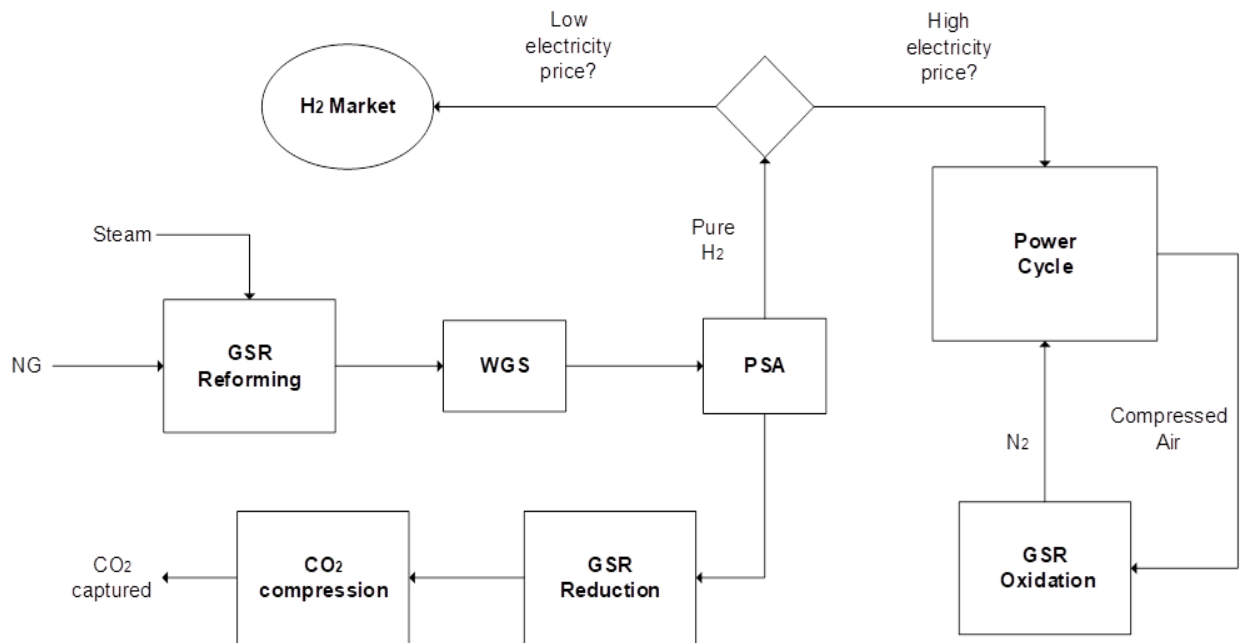 Low
electricity
price?
High
electricity
price?
H2 Market
Steam
Pure
H2
Power
Cycle
NG
GSR
Reforming
WGS
PSA
N2
Compressed
Air
CO2
captured
CO2
compression
GSR
Reduction
GSR
Oxidation